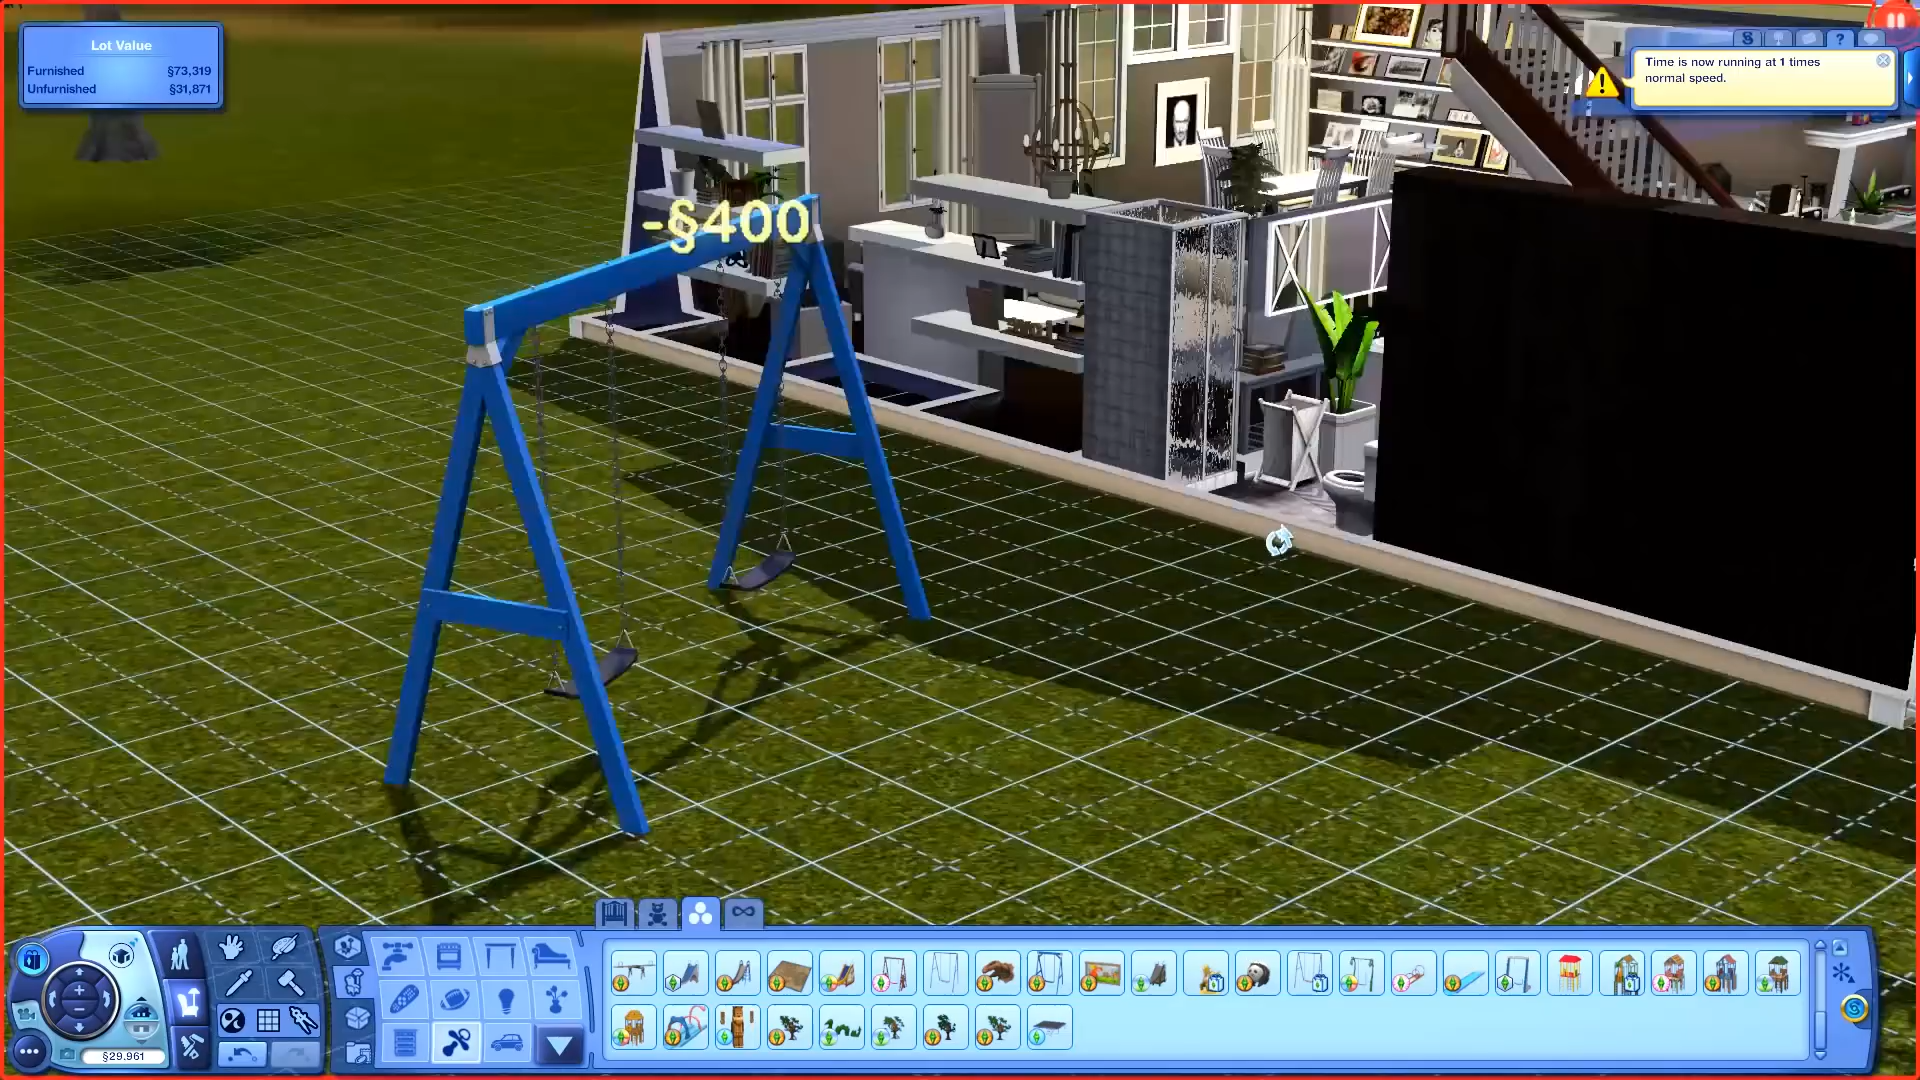 Lot Value
Furnished §73,319
Unfurnished §31,871
Time is now running at 1 times
normal speed.
-§400
§29.961